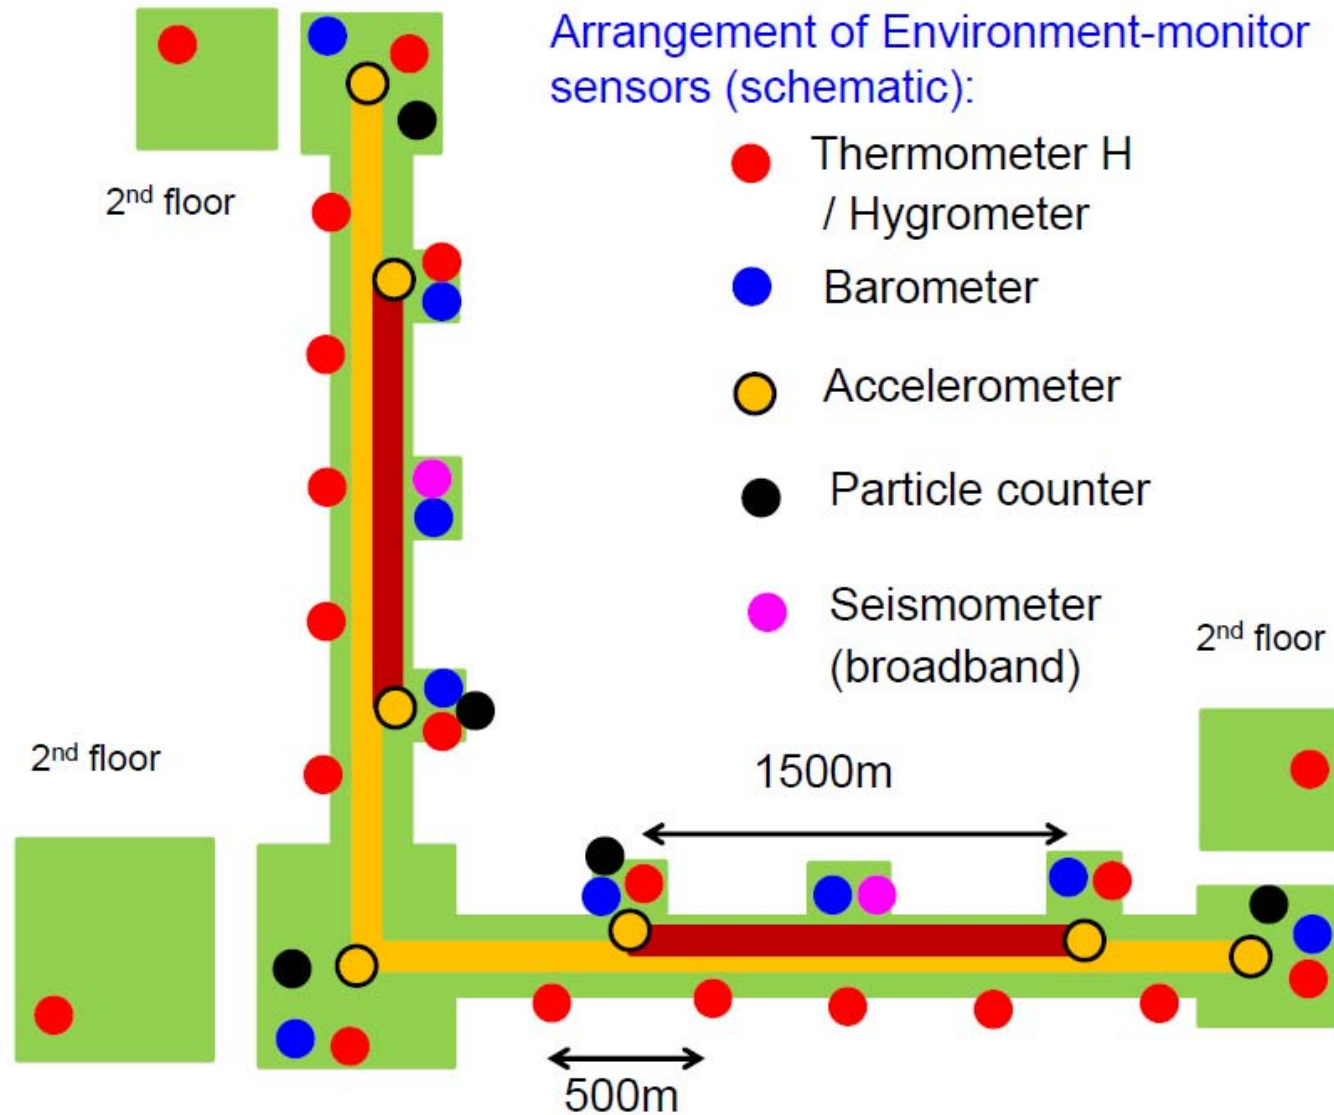 Arrangement of Environment-monitor
sensors (schematic):
Thermometer H
/ Hygrometer
Barometer
Accelerometer
Particle counter
Seismometer
(broadband)
2nd floor
2nd floor
2nd floor
1500m
500m